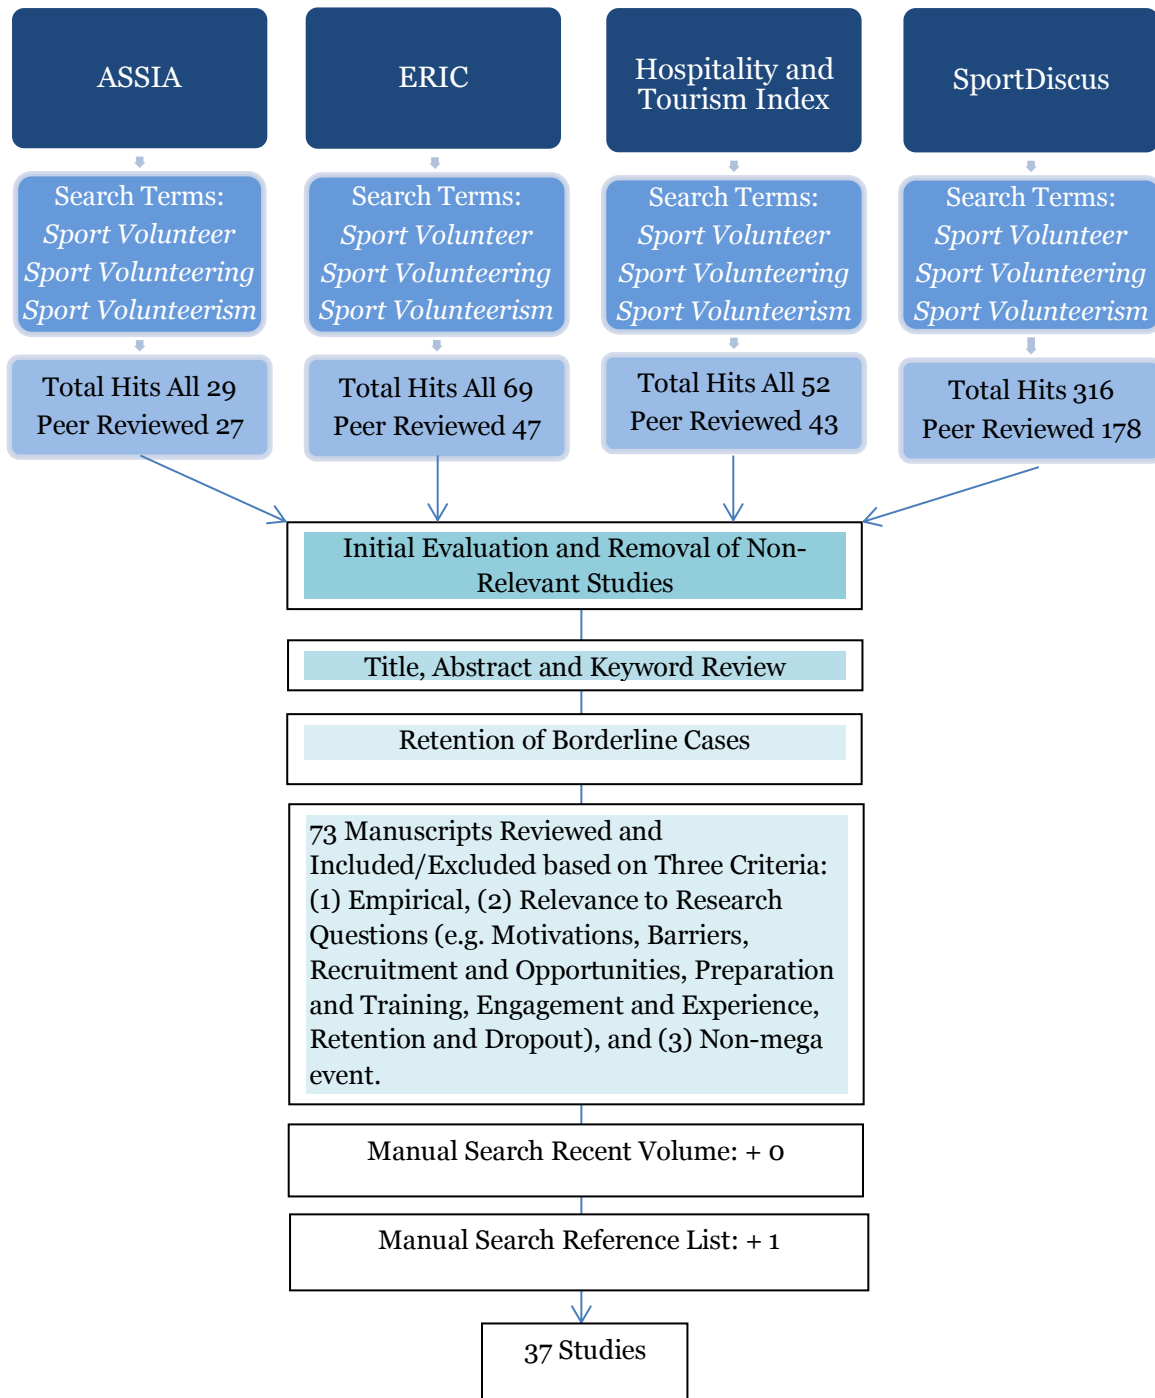 ASSIA
ERIC
Hospitality and
Tourism Index
SportDiscus
Search Terms:
Sport Volunteer
Sport Volunteering
Sport Volunteerism
Search Terms:
Sport Volunteer
Sport Volunteering
Sport Volunteerism
Search Terms:
Sport Volunteer
Sport Volunteering
Sport Volunteerism
Search Terms:
Sport Volunteer
Sport Volunteering
Sport Volunteerism
Total Hits All 29
Peer Reviewed 27
Total Hits All 69
Peer Reviewed 47
Total Hits All 52
Peer Reviewed 43
Total Hits 316
Peer Reviewed 178
Initial Evaluation and Removal of Non-
Relevant Studies
Title, Abstract and Keyword Review
Retention of Borderline Cases
73 Manuscripts Reviewed and
Included/Excluded based on Three Criteria:
(1) Empirical, (2) Relevance to Research
Questions (e.g. Motivations, Barriers,
Recruitment and Opportunities, Preparation
and Training, Engagement and Experience,
Retention and Dropout), and (3) Non-mega
event.
Manual Search Recent Volume: + 0
Manual Search Reference List: + 1
37 Studies